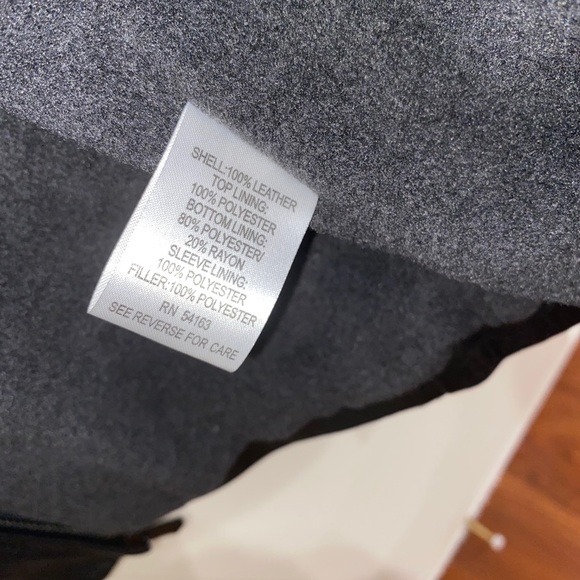 SHELL:100% LEATHER
TOP LINING:
100% POLYESTER
BOTTOM LINING:
80% POLYESTER/
20% RAYON
SLEEVE LINING:
100% POLYESTER
FILLER:100% POLYESTER
RN 54163
SEE REVERSE FOR CARE